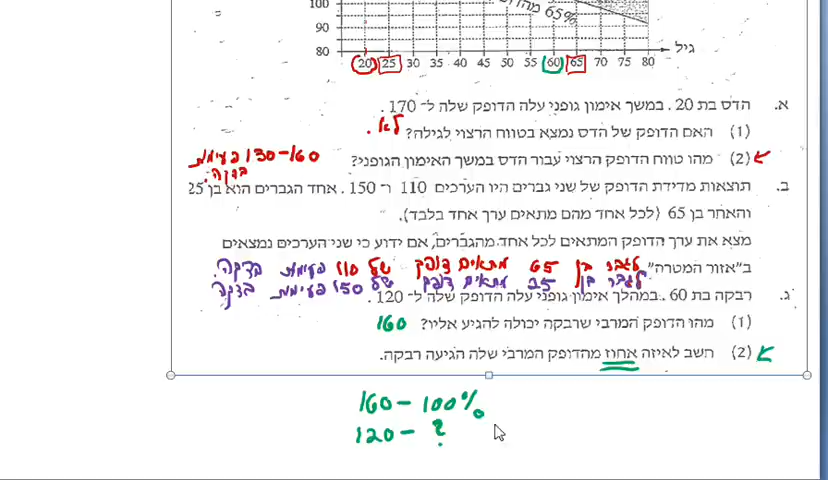 100
מהדופק 65%
90
80
20 25 30 35 40 45 50 55 60 65 70 75 80 גיל
א. הדס בת 20. במשך אימון גופני עלה הדופק שלה ל- 170.
(1) האם הדופק של הדס נמצא בטווח הרצוי לגילה? לא.
(2) מהו טווח הדופק הרצוי עבור הדס במשך האימון הגופני? 130-160 פעימות
בדקה.
ב. תוצאות מדידת הדופק של שני גברים היו הערכים 110 ו- 150. אחד הגברים הוא בן 25
והאחר בן 65 (לכל אחד מהם מתאים ערך אחד בלבד).
מצא את ערך הדופק המתאים לכל אחד מהגברים, אם ידוע כי שני הערכים נמצאים
ב"אזור המטרה". לגבר בן 65 מתאים דופק של 110 פעימות בדקה.
לגבר בן 25 מתאים דופק של 150 פעימות בדקה
ג. רבקה בת 60. במהלך אימון גופני עלה הדופק שלה ל- 120.
(1) מהו הדופק המרבי שרבקה יכולה להגיע אליו? 160
(2) חשב לאיזה אחוז מהדופק המרבי שלה הגיעה רבקה.
160 – 100%
120 – ?